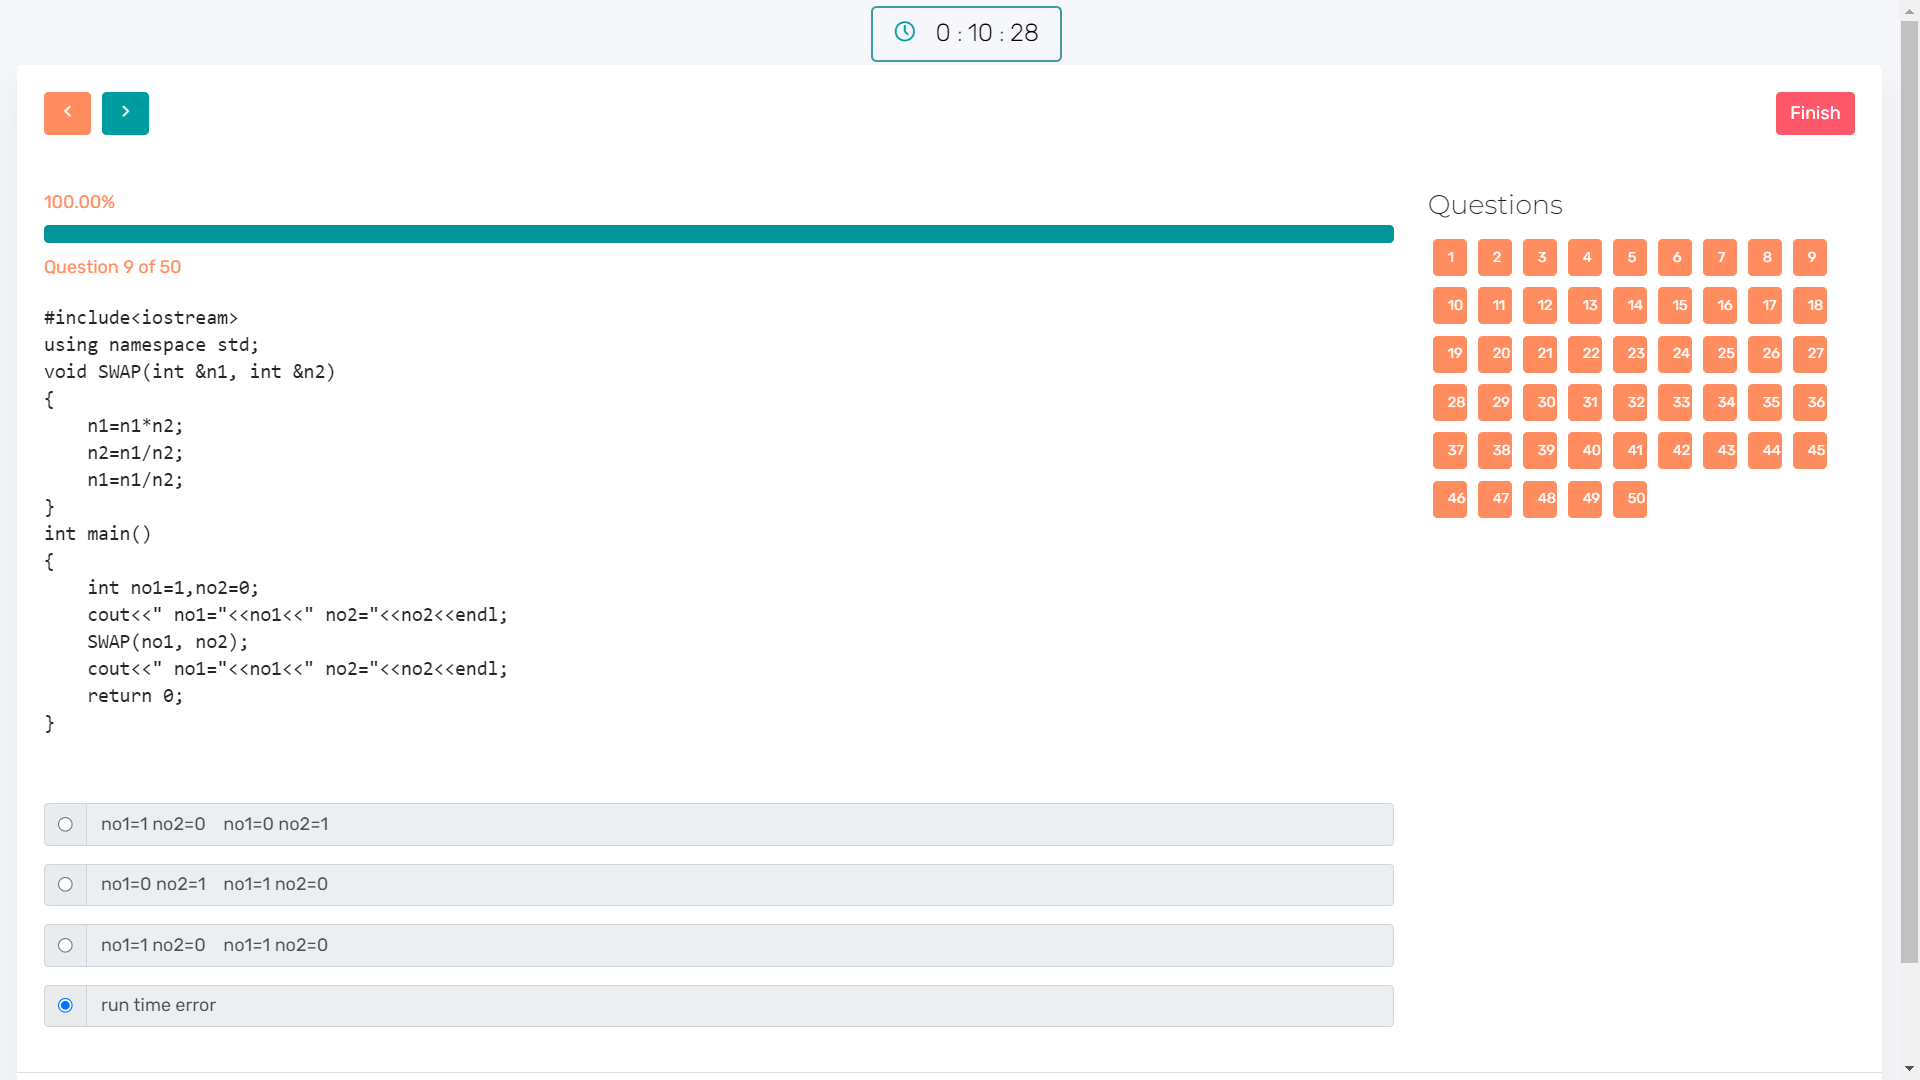 0 : 10 : 28
Finish
100.00%
Question 9 of 50
#include<iostream>
using namespace std;
void SWAP(int &n1, int &n2)
{
    n1=n1*n2;
    n2=n1/n2;
    n1=n1/n2;
}
int main()
{
    int no1=1,no2=0;
    cout<<" no1="<<no1<<" no2="<<no2<<endl;
    SWAP(no1, no2);
    cout<<" no1="<<no1<<" no2="<<no2<<endl;
    return 0;
}
no1=1 no2=0    no1=0 no2=1
no1=0 no2=1    no1=1 no2=0
no1=1 no2=0    no1=1 no2=0
run time error
Questions
1 2 3 4 5 6 7 8 9
10 11 12 13 14 15 16 17 18
19 20 21 22 23 24 25 26 27
28 29 30 31 32 33 34 35 36
37 38 39 40 41 42 43 44 45
46 47 48 49 50